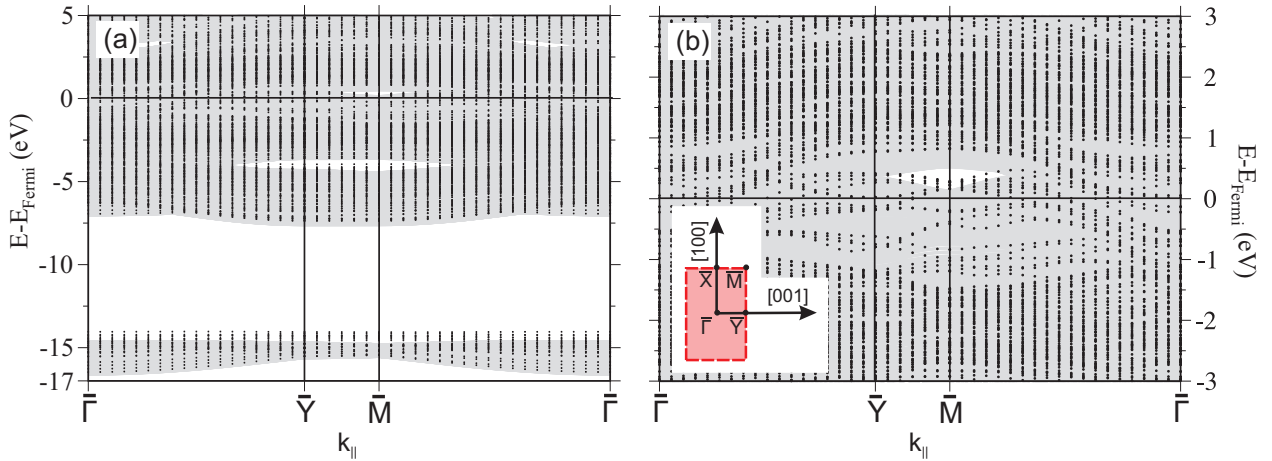 (a)
5
0
-5
-10
-15
-17
E-E_Fermi (eV)
Γ̄ Ȳ M̄ Γ̄
k_||
(b)
3
2
1
0
-1
-2
-3
E-E_Fermi (eV)
[100]
X̄ M̄
[001]
Γ̄ Ȳ
Γ̄ Ȳ M̄ Γ̄
k_||